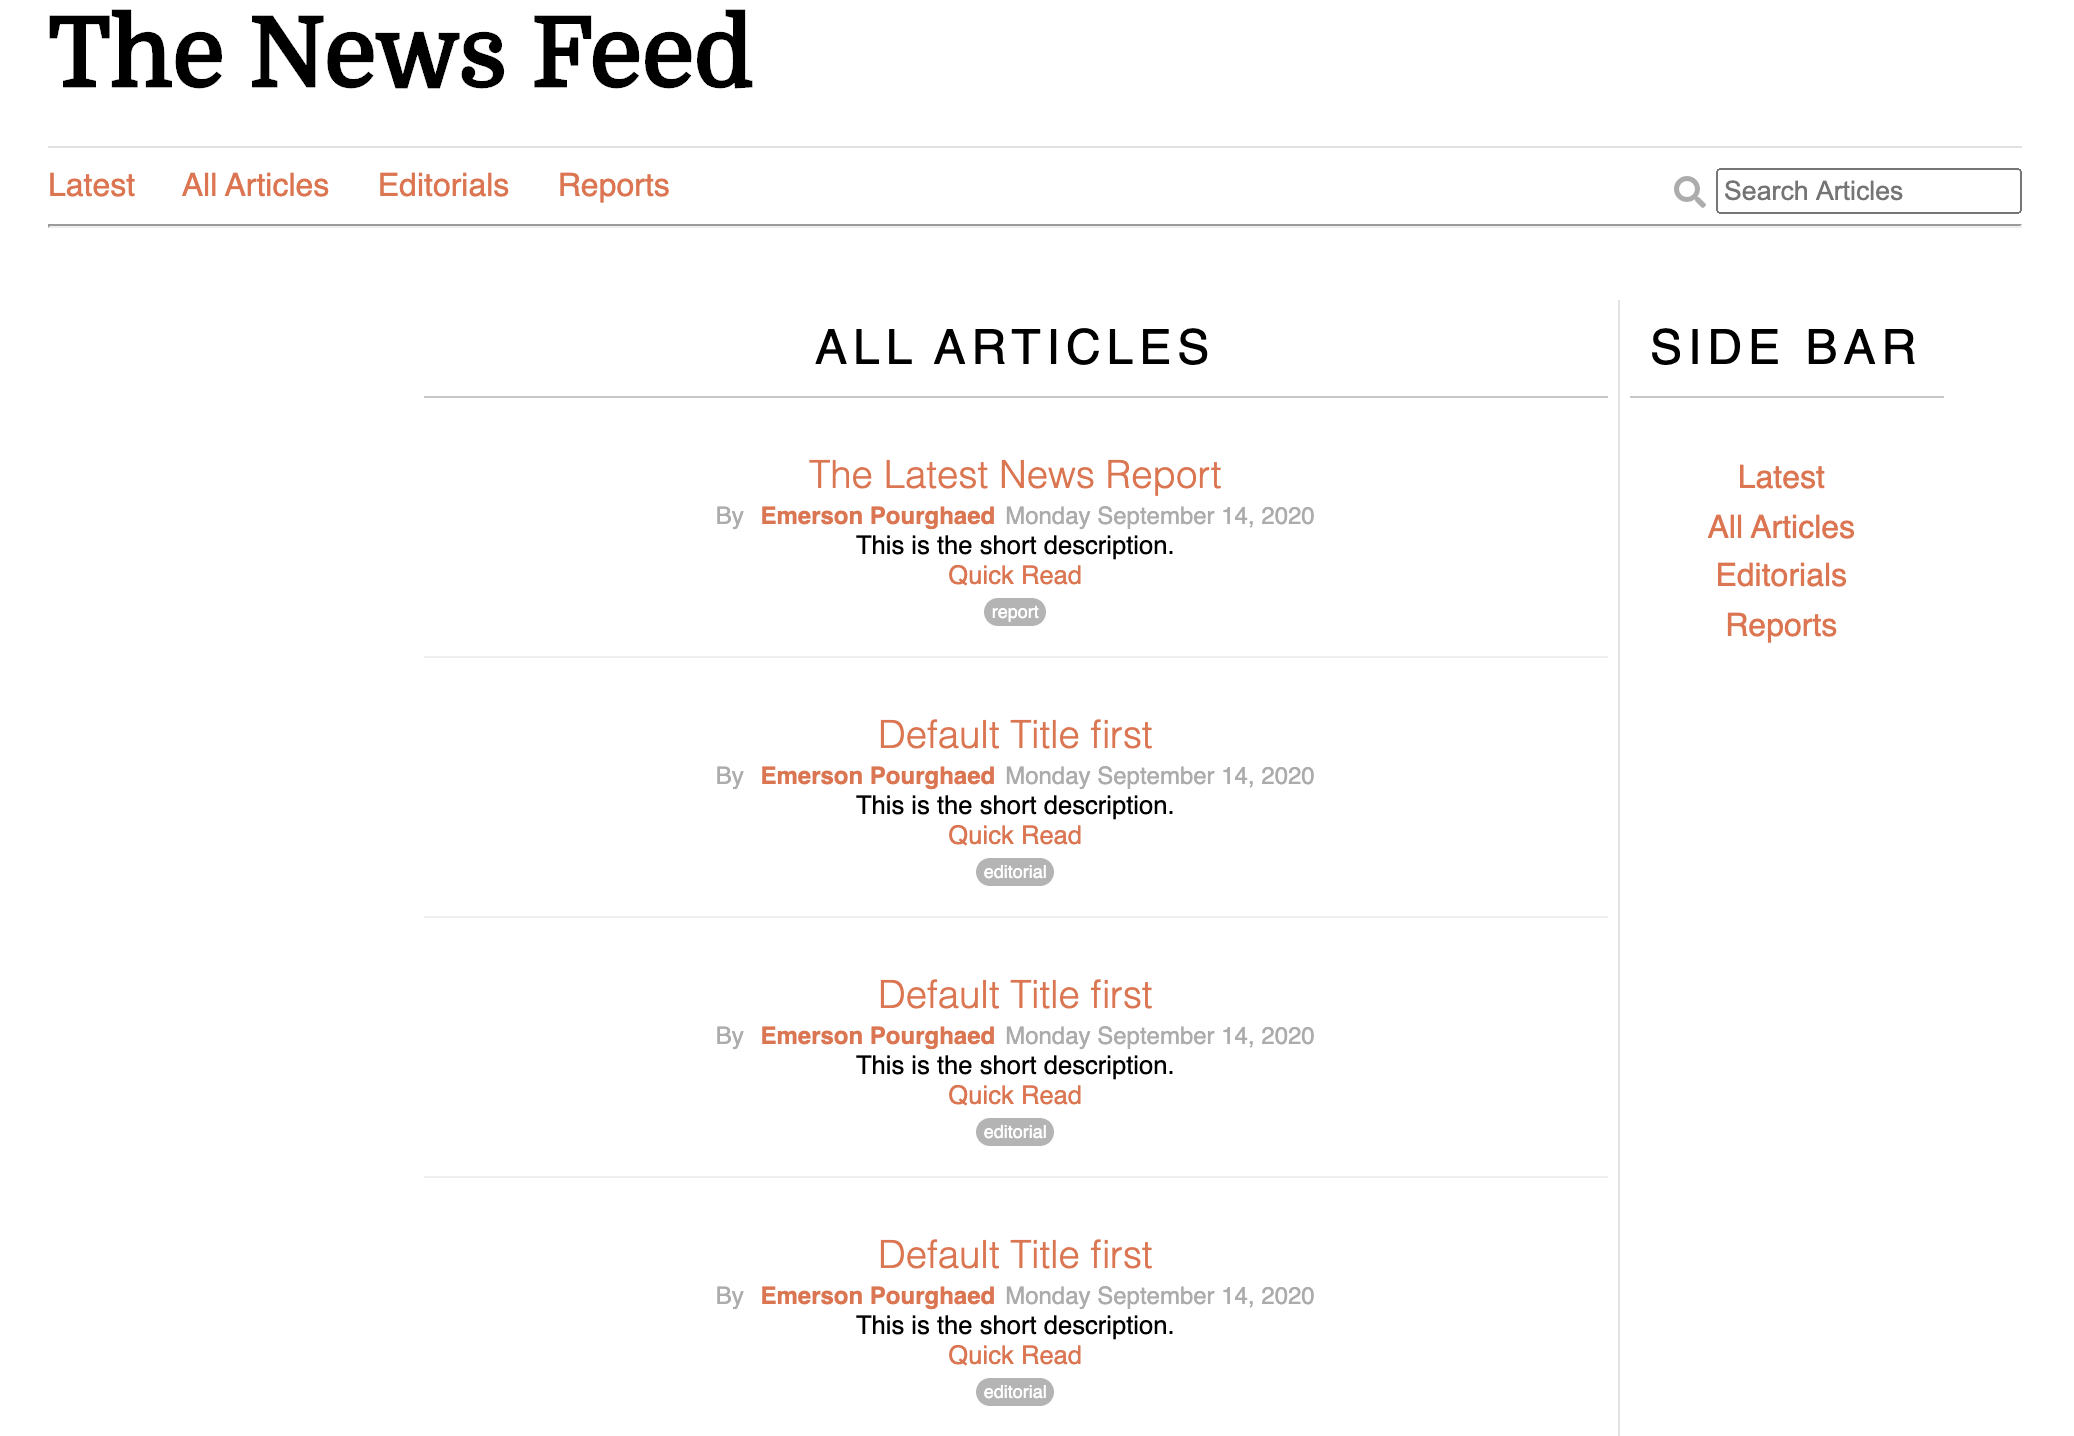 The News Feed
Latest All Articles Editorials Reports
Search Articles
ALL ARTICLES
The Latest News Report
By Emerson Pourghaed Monday September 14, 2020
This is the short description.
Quick Read
report
Default Title first
By Emerson Pourghaed Monday September 14, 2020
This is the short description.
Quick Read
editorial
Default Title first
By Emerson Pourghaed Monday September 14, 2020
This is the short description.
Quick Read
editorial
Default Title first
By Emerson Pourghaed Monday September 14, 2020
This is the short description.
Quick Read
editorial
SIDE BAR
Latest
All Articles
Editorials
Reports